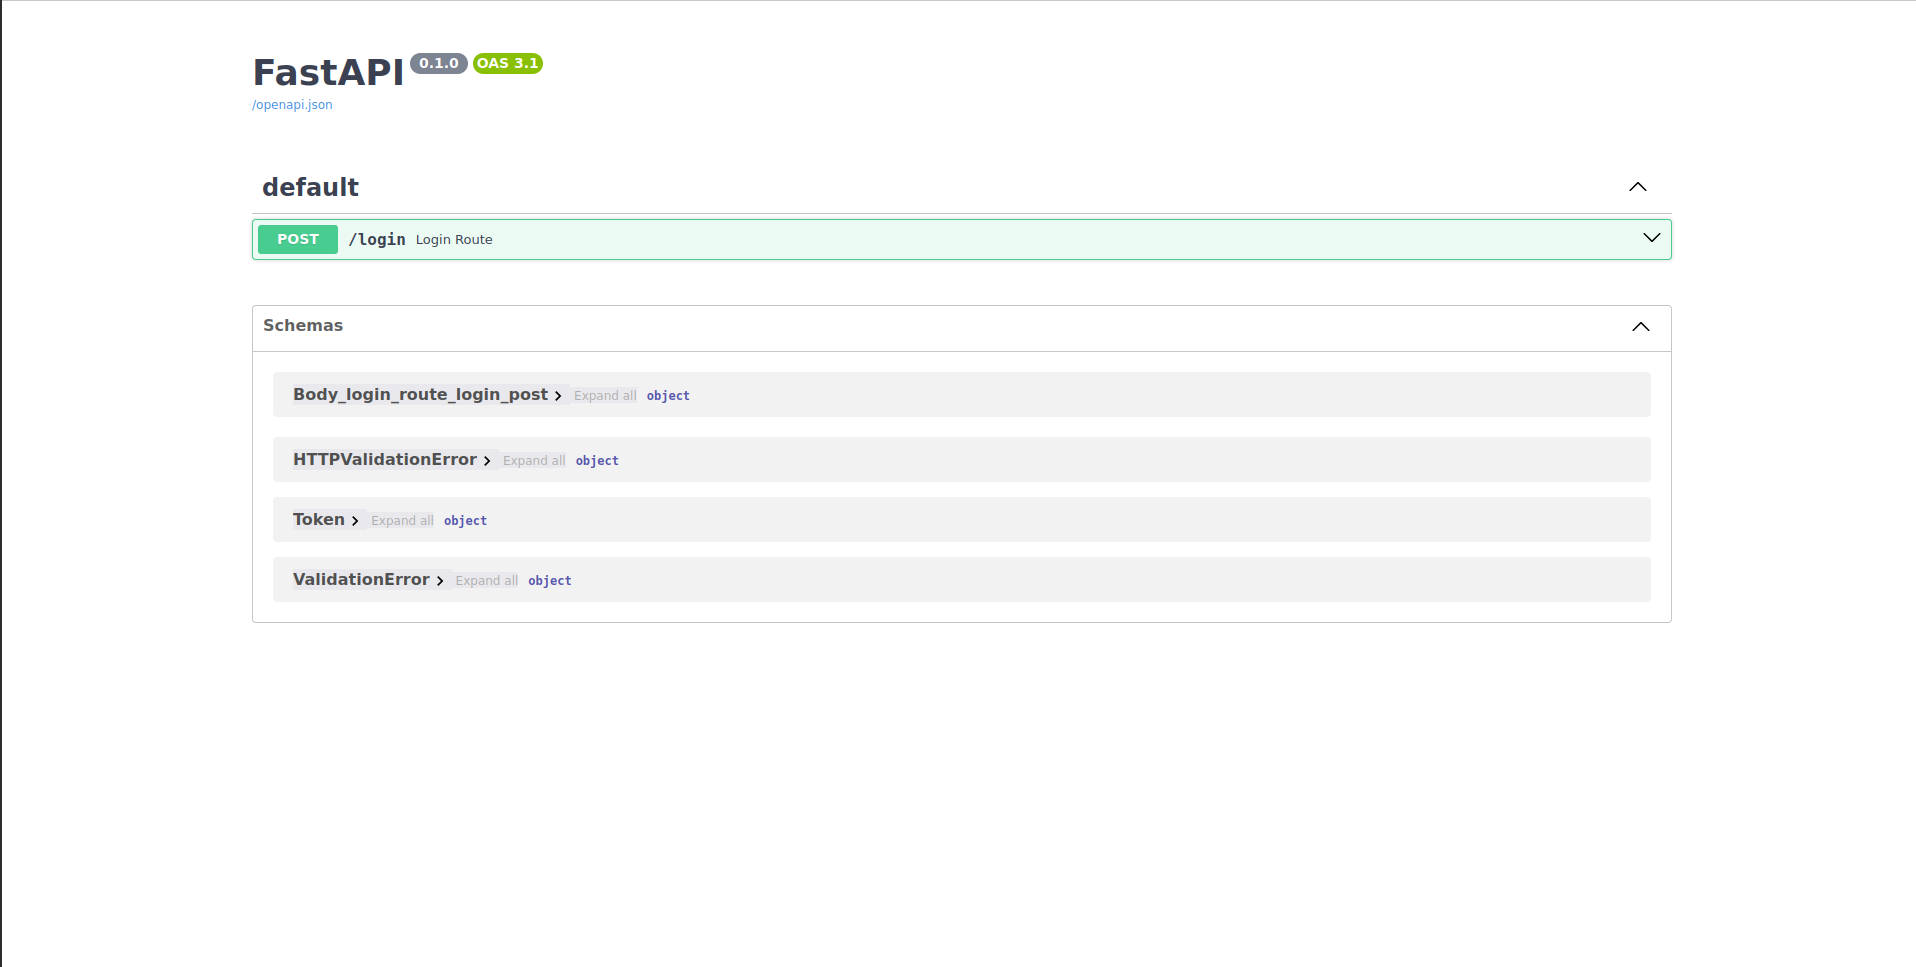 FastAPI 0.1.0 OAS 3.1
/openapi.json
default
POST /login Login Route
Schemas
Body_login_route_login_post Expand all object
HTTPValidationError Expand all object
Token Expand all object
ValidationError Expand all object